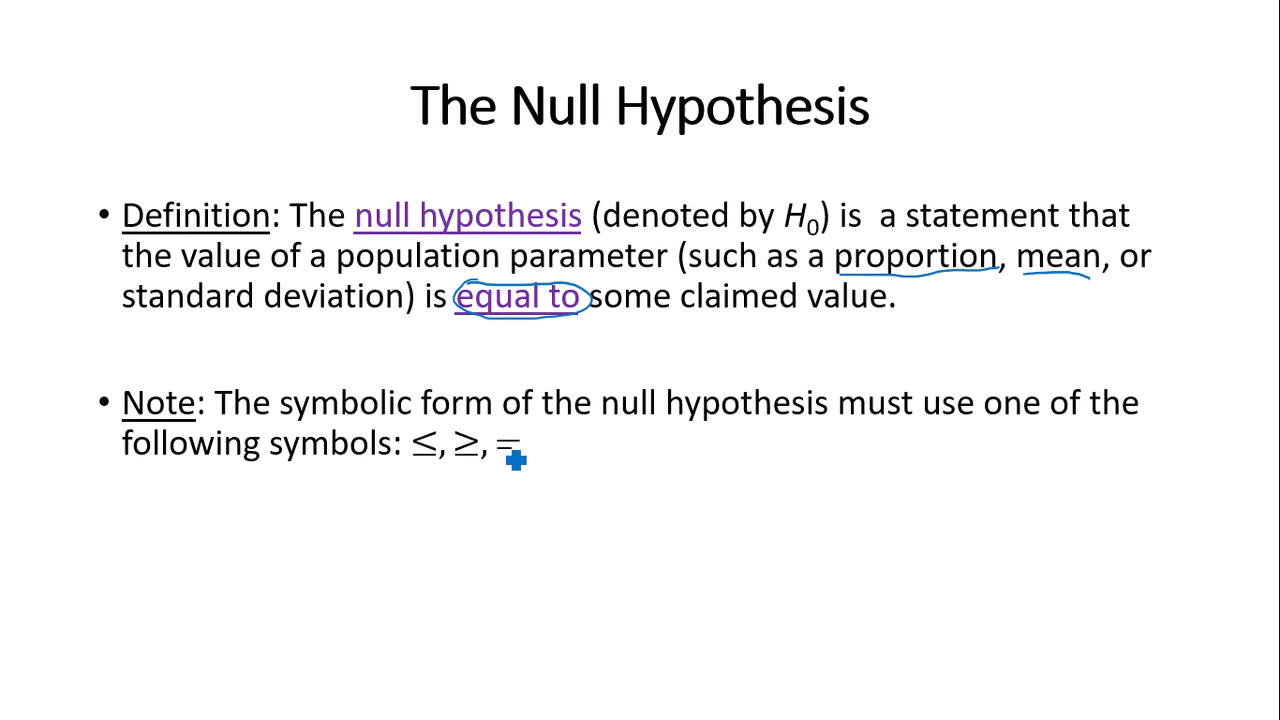 The Null Hypothesis
• Definition: The null hypothesis (denoted by H₀) is a statement that
the value of a population parameter (such as a proportion, mean, or
standard deviation) is equal to some claimed value.
• Note: The symbolic form of the null hypothesis must use one of the
following symbols: ≤, ≥, =